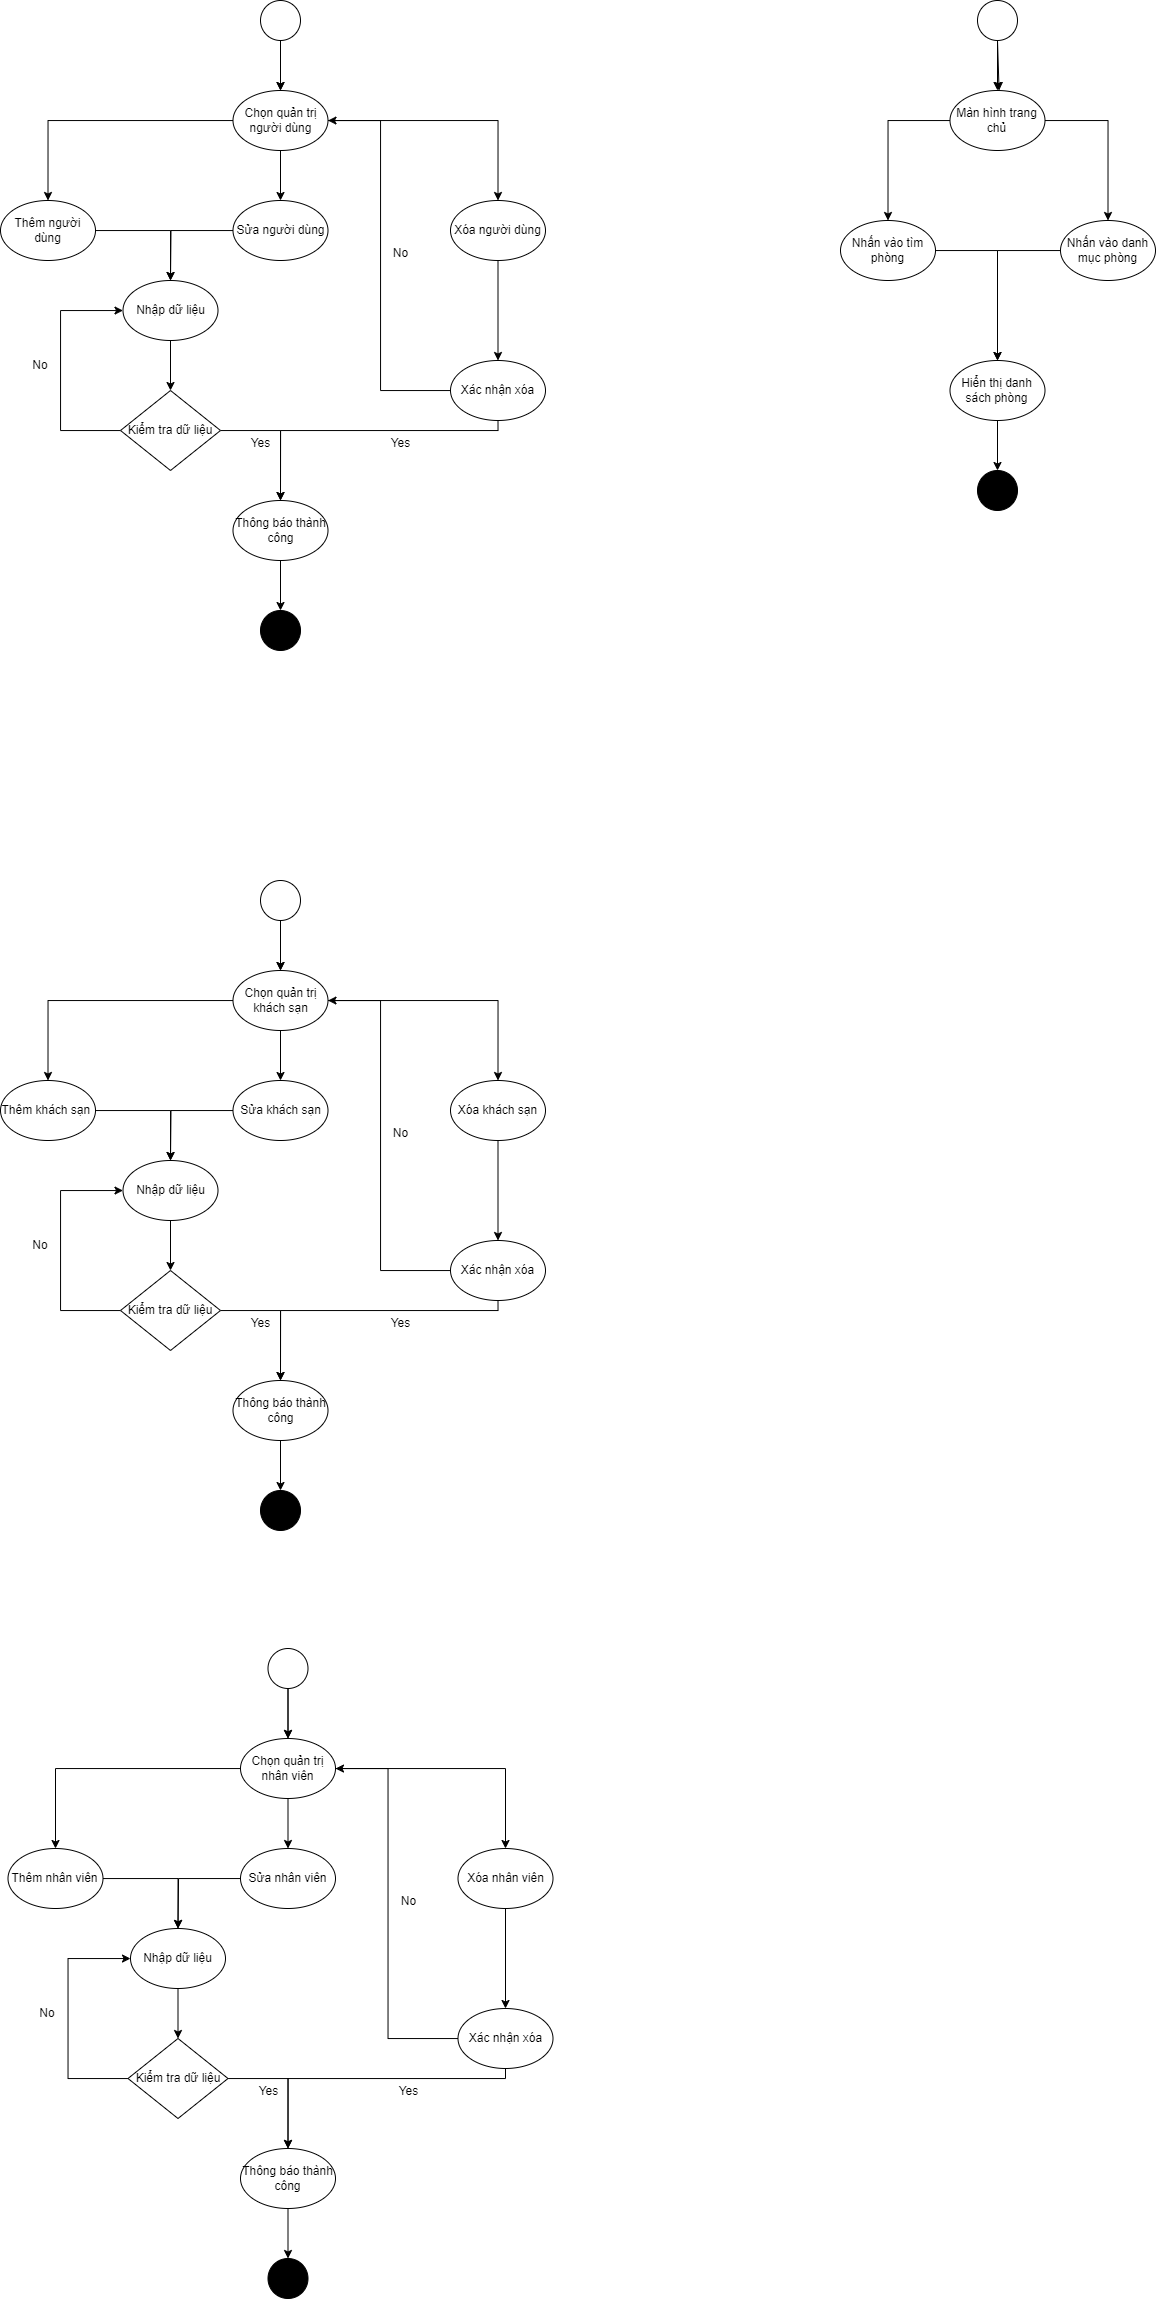 Chọn quản trị
người dùng
Thêm người
dùng
Sửa người dùng
Xóa người dùng
No
Nhập dữ liệu
No
Xác nhận xóa
Kiểm tra dữ liệu
Yes
Yes
Thông báo thành
công
Màn hình trang
chủ
Nhấn vào tìm
phòng
Nhấn vào danh
mục phòng
Hiển thị danh
sách phòng
Chọn quản trị
khách sạn
Thêm khách sạn
Sửa khách sạn
Xóa khách sạn
No
Nhập dữ liệu
No
Xác nhận xóa
Kiểm tra dữ liệu
Yes
Yes
Thông báo thành
công
Chọn quản trị
nhân viên
Thêm nhân viên
Sửa nhân viên
Xóa nhân viên
No
Nhập dữ liệu
No
Xác nhận xóa
Kiểm tra dữ liệu
Yes
Yes
Thông báo thành
công